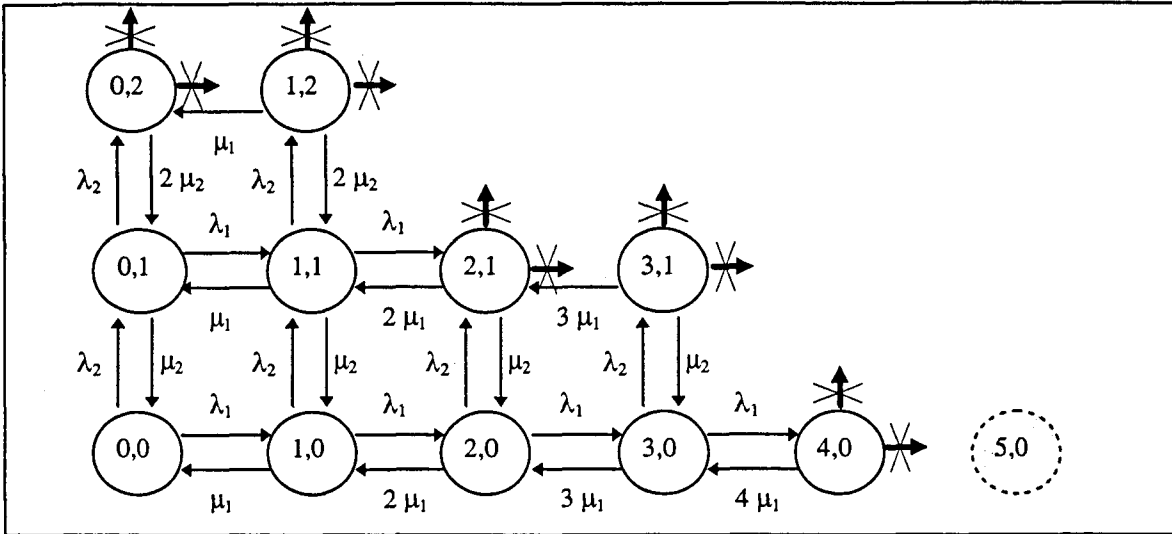 0,2 1,2
μ₁
λ₂ 2 μ₂ λ₂ 2 μ₂
λ₁ λ₁
0,1 1,1 2,1 3,1
μ₁ 2 μ₁ 3 μ₁
λ₂ μ₂ λ₂ μ₂ λ₂ μ₂ λ₂ μ₂
λ₁ λ₁ λ₁ λ₁
0,0 1,0 2,0 3,0 4,0 5,0
μ₁ 2 μ₁ 3 μ₁ 4 μ₁